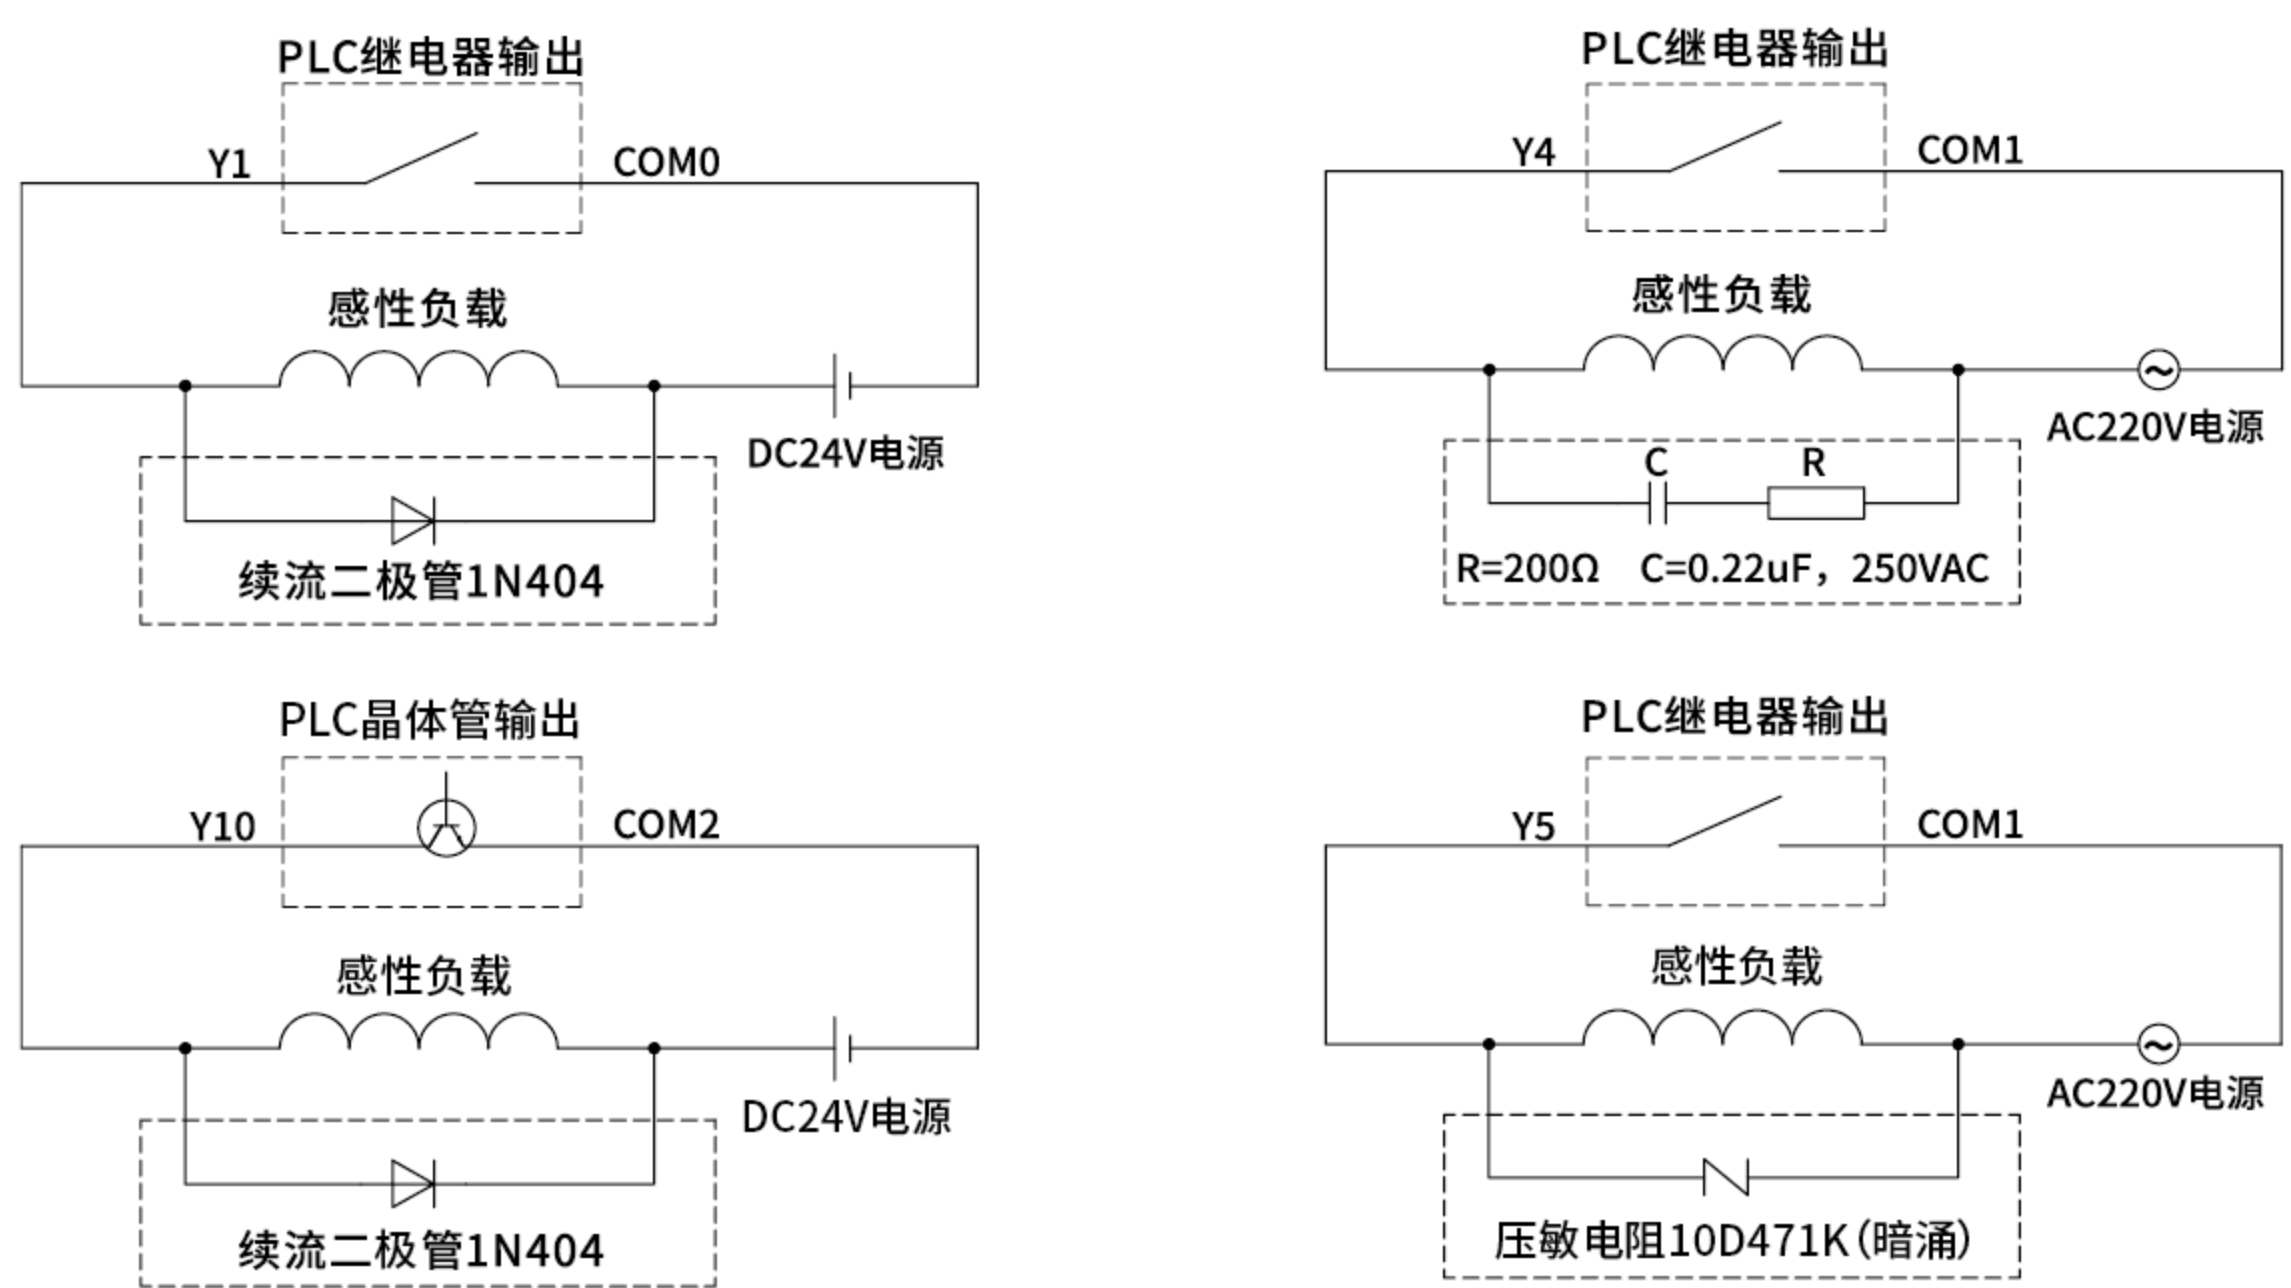 PLC继电器输出
Y1
COM0
感性负载
DC24V电源
续流二极管1N404
PLC继电器输出
Y4
COM1
感性负载
AC220V电源
C
R
R=200Ω C=0.22uF，250VAC
PLC晶体管输出
Y10
COM2
感性负载
DC24V电源
续流二极管1N404
PLC继电器输出
Y5
COM1
感性负载
AC220V电源
压敏电阻10D471K（暗涌）